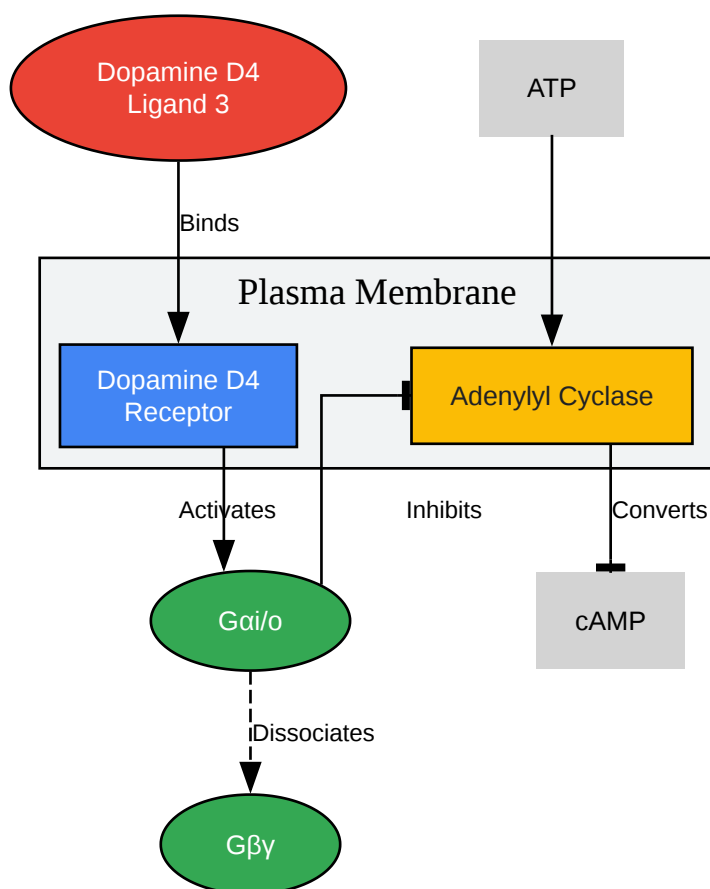 Dopamine D4
Ligand 3
ATP
Binds
Plasma Membrane
Dopamine D4
Receptor
Adenylyl Cyclase
Activates
Inhibits
Converts
Gαi/o
cAMP
Dissociates
Gβγ